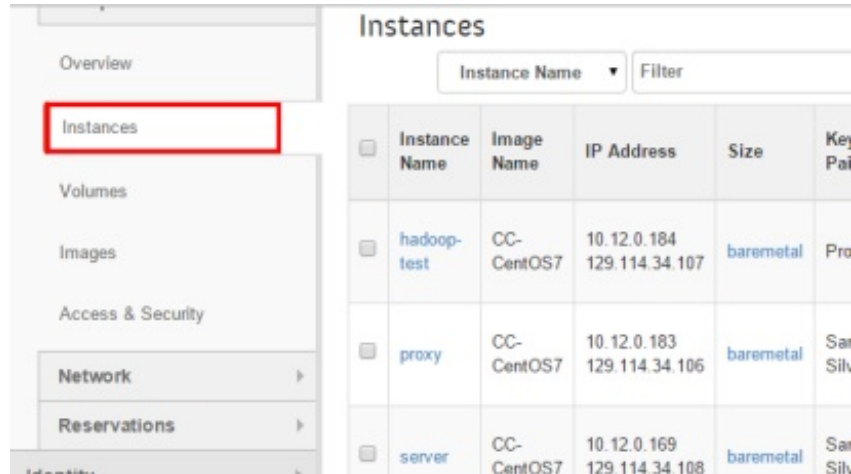 Overview
Instances
Volumes
Images
Access & Security
Network
Reservations
Instances
Instance Name Filter
Instance Name Image Name IP Address Size
hadoop-test CC-CentOS7 10.12.0.184 129.114.34.107 baremetal
proxy CC-CentOS7 10.12.0.183 129.114.34.106 baremetal
server CC-CentOS7 10.12.0.169 129.114.34.108 baremetal